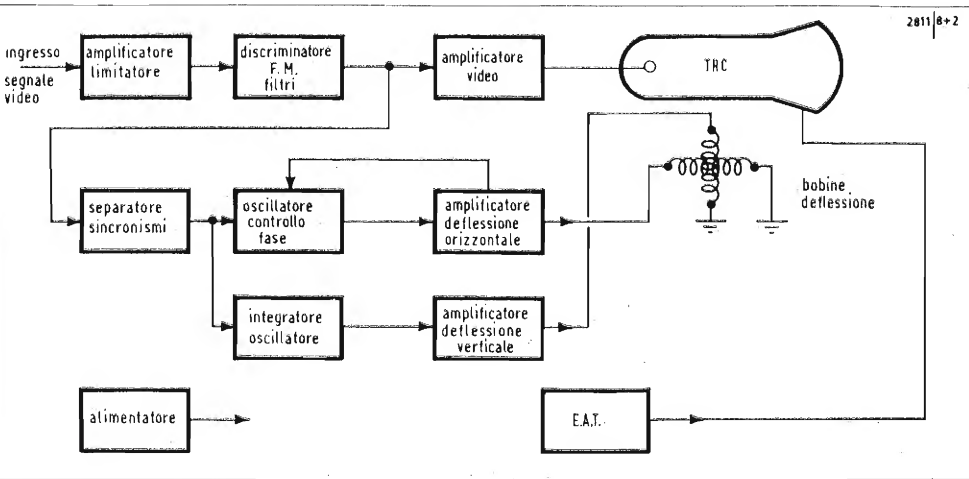 2811|8+2
ingresso
segnale
video
amplificatore
limitatore
discriminatore
F. M.
filtri
amplificatore
video
TRC
separatore
sincronismi
oscillatore
controllo
fase
amplificatore
deflessione
orizzontale
bobine
deflessione
integratore
oscillatore
amplificatore
deflessione
verticale
alimentatore
E.A.T.